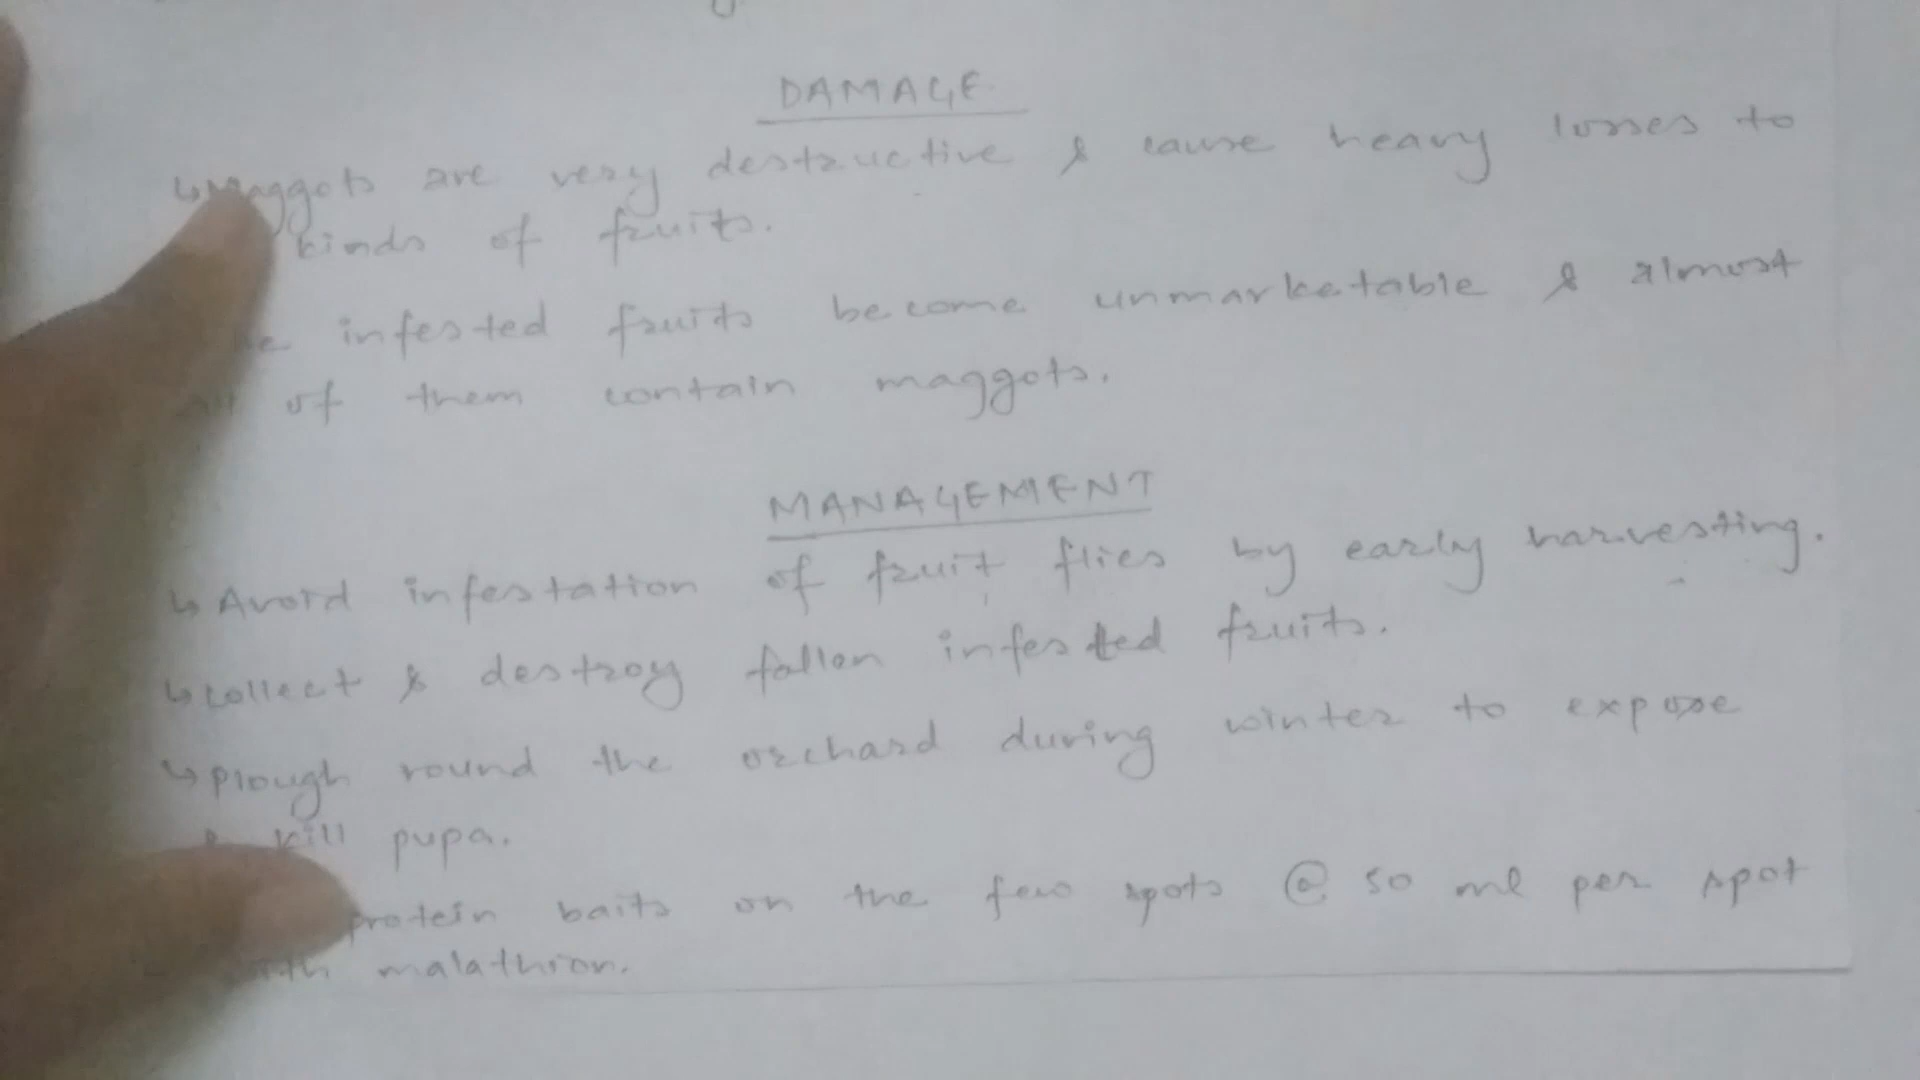 DAMAGE
↳ Maggots are very destructive & cause heavy losses to
kinds of fruits.
infested fruits become unmarketable & almost
all of them contain maggots.
MANAGEMENT
↳ Avoid infestation of fruit flies by early harvesting.
↳ collect & destroy fallen infested fruits.
↳ plough round the orchard during winter to expose
& kill pupa.
protein baits on the few spots @ 50 ml per spot
with malathion.